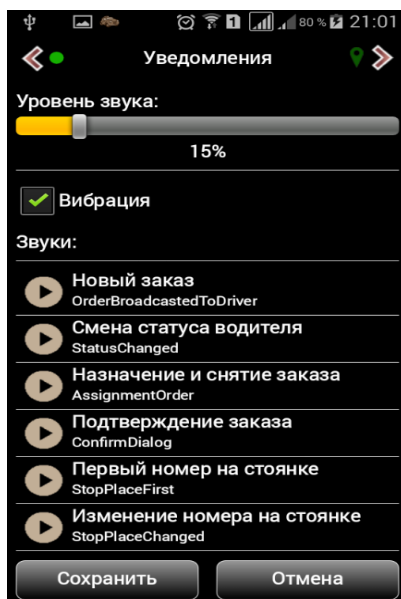 1 80 % 21:01
Уведомления
Уровень звука:
15%
Вибрация
Звуки:
Новый заказ
OrderBroadcastedToDriver
Смена статуса водителя
StatusChanged
Назначение и снятие заказа
AssignmentOrder
Подтверждение заказа
ConfirmDialog
Первый номер на стоянке
StopPlaceFirst
Изменение номера на стоянке
StopPlaceChanged
Сохранить Отмена